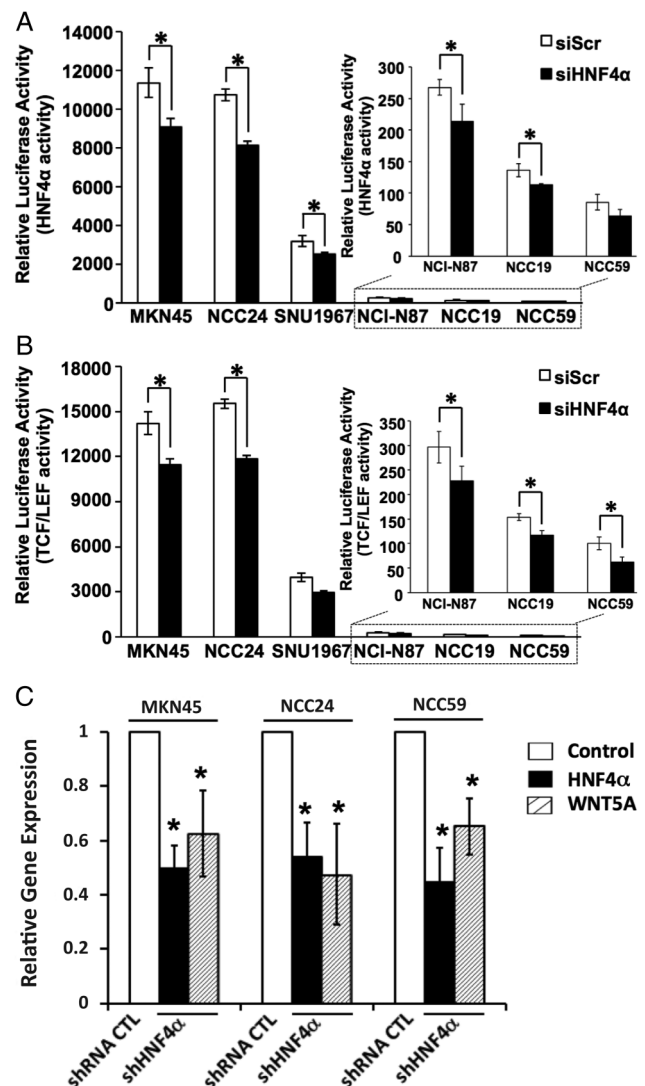 A
Relative Luciferase Activity
(HNF4α activity)
14000
12000
10000
8000
6000
4000
2000
0
* * *
MKN45 NCC24 SNU1967 NCI-N87 NCC19 NCC59
siScr
siHNF4α
Relative Luciferase Activity
(HNF4α activity)
300
250
200
150
100
50
0
* *
NCI-N87 NCC19 NCC59
B
Relative Luciferase Activity
(TCF/LEF activity)
18000
15000
12000
9000
6000
3000
0
* *
MKN45 NCC24 SNU1967 NCI-N87 NCC19 NCC59
siScr
siHNF4α
Relative Luciferase Activity
(TCF/LEF activity)
350
300
250
200
150
100
50
0
* * *
NCI-N87 NCC19 NCC59
C
MKN45 NCC24 NCC59
Relative Gene Expression
1
0.8
0.6
0.4
0.2
0
* * * * * *
Control
HNF4α
WNT5A
shRNA CTL shHNF4α shRNA CTL shHNF4α shRNA CTL shHNF4α